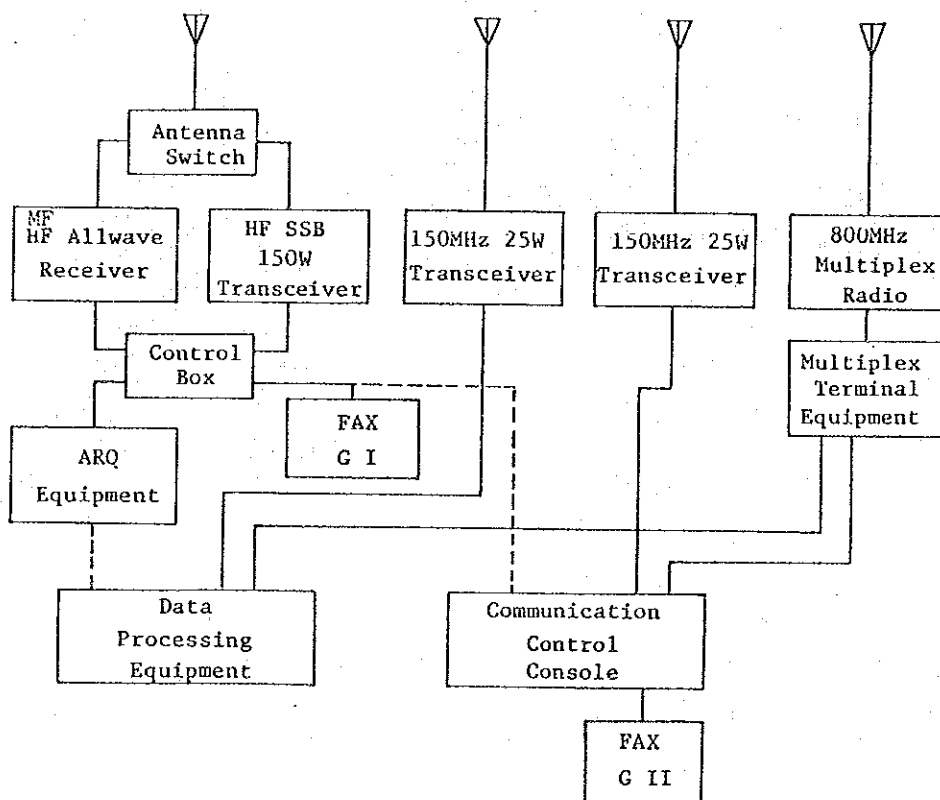 Antenna
Switch
MF
HF Allwave
Receiver
HF SSB
150W
Transceiver
150MHz 25W
Transceiver
150MHz 25W
Transceiver
800MHz
Multiplex
Radio
Control
Box
Multiplex
Terminal
Equipment
FAX
G I
ARQ
Equipment
Data
Processing
Equipment
Communication
Control
Console
FAX
G II